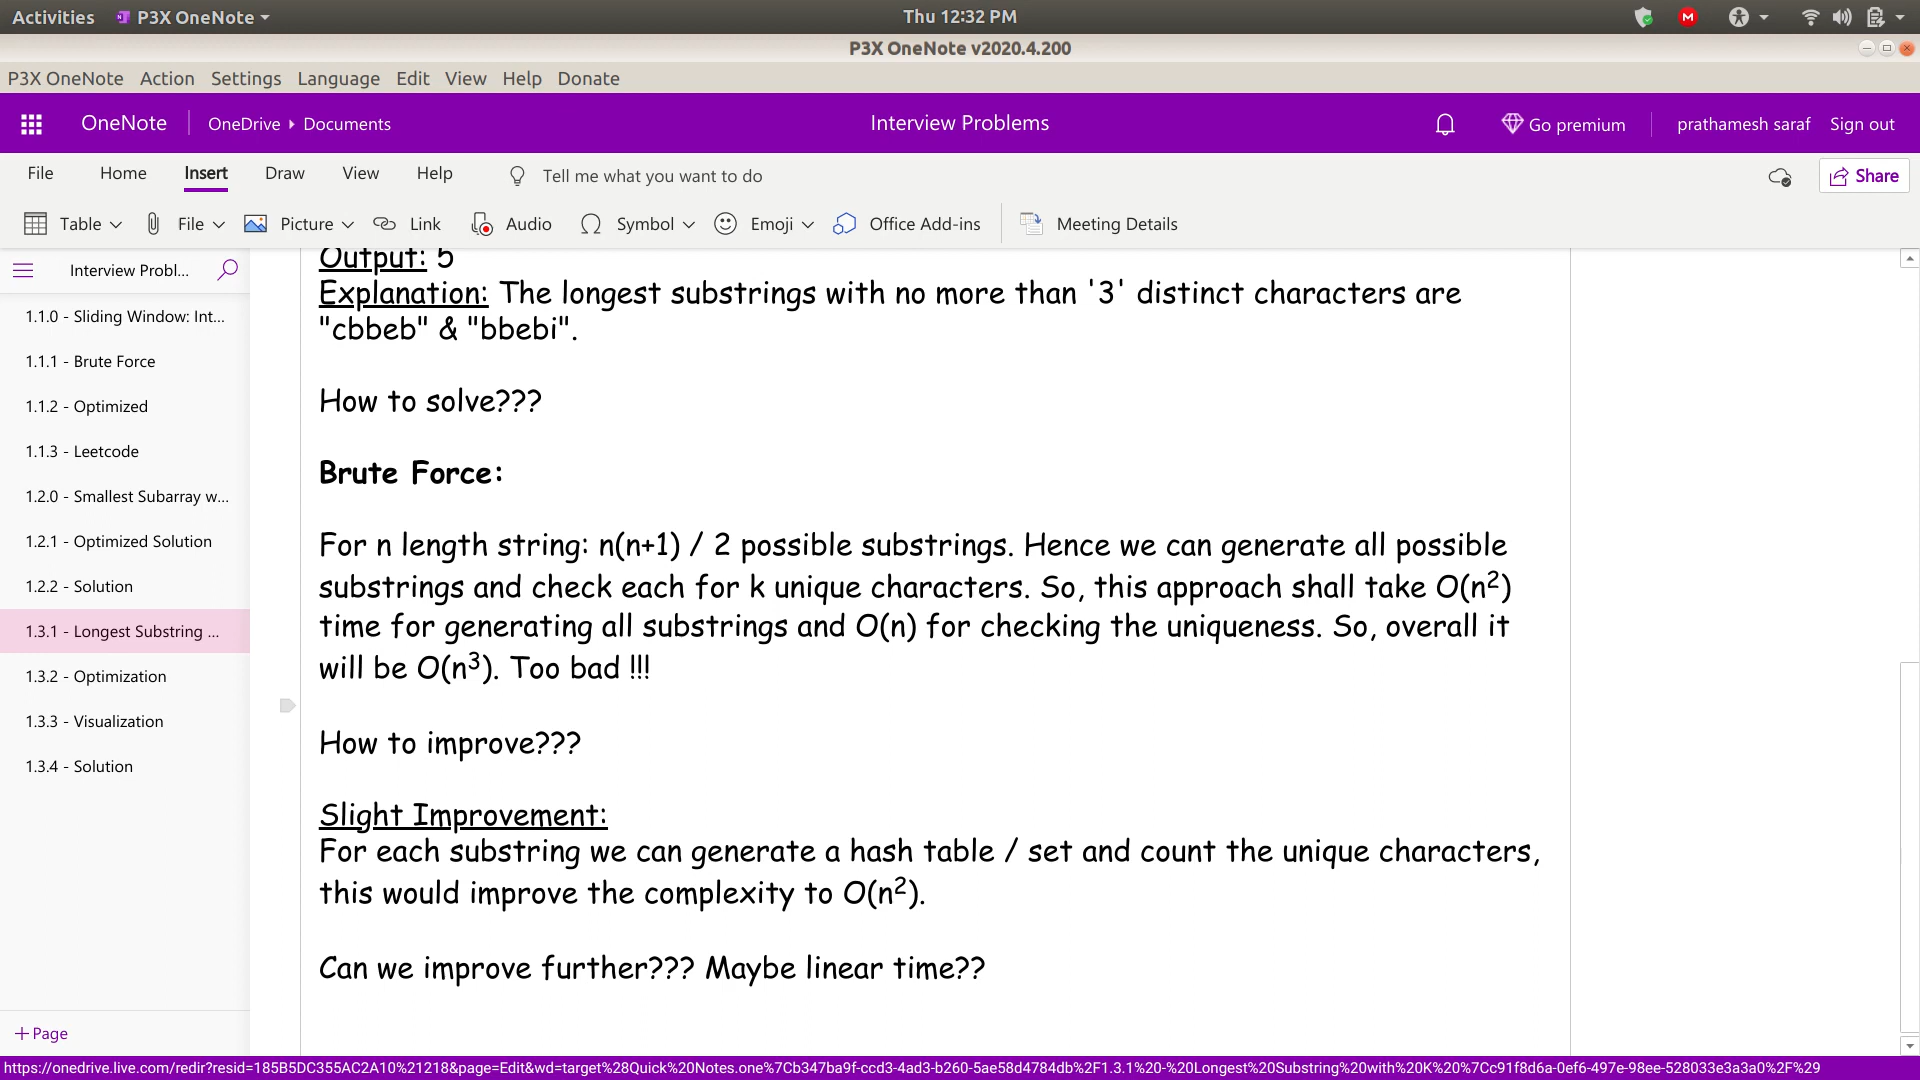 Activities P3X OneNote Thu 12:32 PM
P3X OneNote v2020.4.200
P3X OneNote Action Settings Language Edit View Help Donate
OneNote OneDrive Documents Interview Problems Go premium prathamesh saraf Sign out
File Home Insert Draw View Help Tell me what you want to do Share
Table File Picture Link Audio Symbol Emoji Office Add-ins Meeting Details
Interview Probl...
1.1.0 - Sliding Window: Int...
1.1.1 - Brute Force
1.1.2 - Optimized
1.1.3 - Leetcode
1.2.0 - Smallest Subarray w...
1.2.1 - Optimized Solution
1.2.2 - Solution
1.3.1 - Longest Substring ...
1.3.2 - Optimization
1.3.3 - Visualization
1.3.4 - Solution
+ Page
Output: 5
Explanation: The longest substrings with no more than '3' distinct characters are
"cbbeb" & "bbebi".
How to solve???
Brute Force:
For n length string: n(n+1) / 2 possible substrings. Hence we can generate all possible
substrings and check each for k unique characters. So, this approach shall take O(n²)
time for generating all substrings and O(n) for checking the uniqueness. So, overall it
will be O(n³). Too bad !!!
How to improve???
Slight Improvement:
For each substring we can generate a hash table / set and count the unique characters,
this would improve the complexity to O(n²).
Can we improve further??? Maybe linear time??
https://onedrive.live.com/redir?resid=185B5DC355AC2A10%21218&page=Edit&wd=target%28Quick%20Notes.one%7Cb347ba9f-ccd3-4ad3-b260-5ae58d4784db%2F1.3.1%20-%20Longest%20Substring%20with%20K%20%7Cc91f8d6a-0ef6-497e-98ee-528033e3a3a0%2F%29